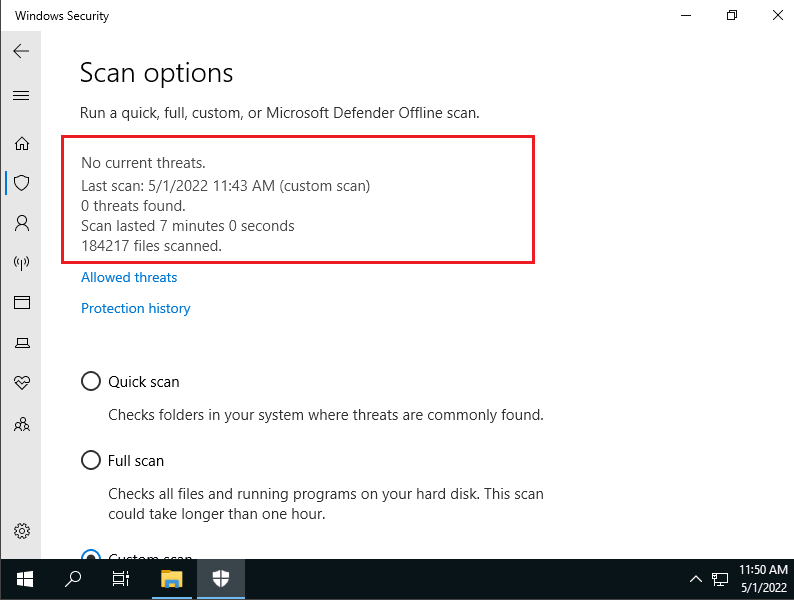 Windows Security
Scan options
Run a quick, full, custom, or Microsoft Defender Offline scan.
No current threats.
Last scan: 5/1/2022 11:43 AM (custom scan)
0 threats found.
Scan lasted 7 minutes 0 seconds
184217 files scanned.
Allowed threats
Protection history
Quick scan
Checks folders in your system where threats are commonly found.
Full scan
Checks all files and running programs on your hard disk. This scan
could take longer than one hour.
Custom scan
11:50 AM
5/1/2022